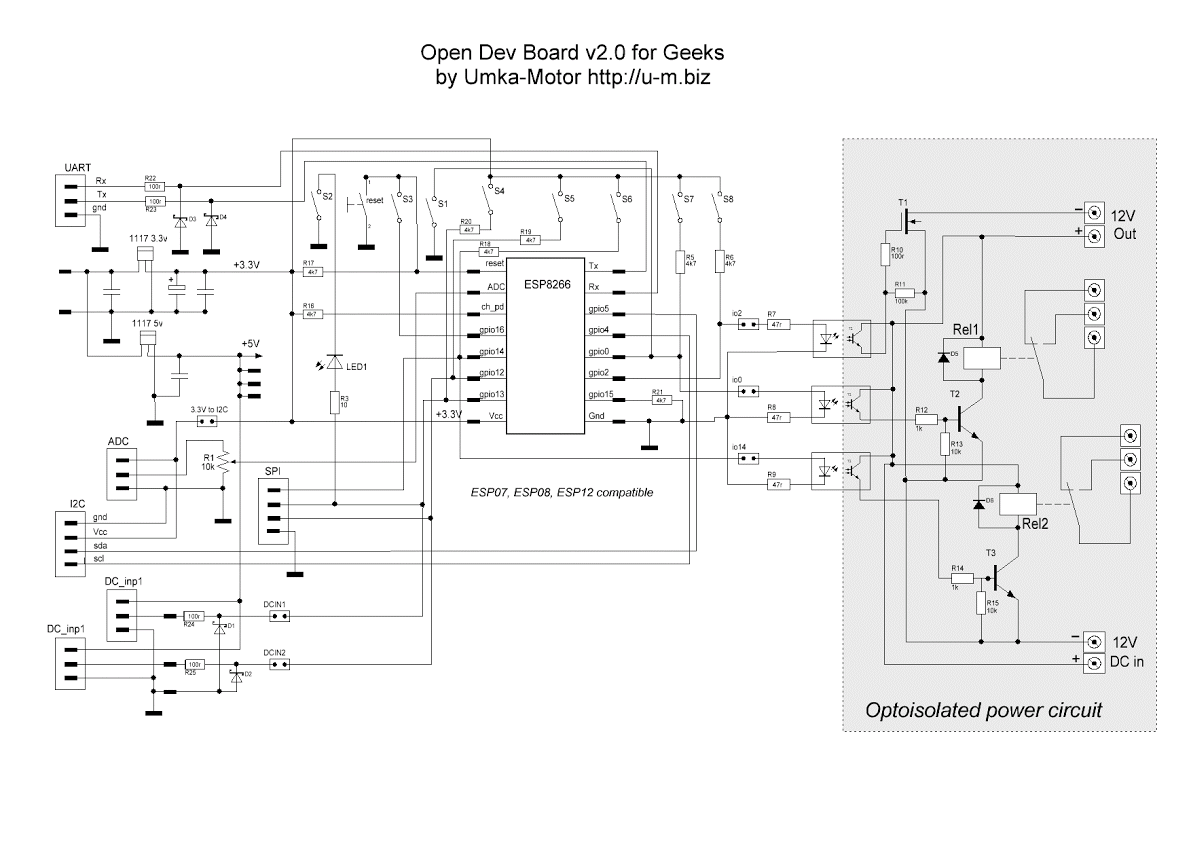 Open Dev Board v2.0 for Geeks
by Umka-Motor http://u-m.biz
UART
Rx
R22
100r
Tx
100r
R23
gnd
D3
D4
1117 3.3v
+3.3V
+
1117 5v
+5V
3.3V to I2C
ADC
R1
10k
SPI
I2C
gnd
Vcc
sda
scl
DC_inp1
100r
R24
D1
DCIN1
DC_inp1
100r
R25
D2
DCIN2
S2
1
reset
2
S3
S1
S4
S5
S6
S7
S8
R20
4k7
R19
4k7
R18
4k7
R17
4k7
R16
4k7
R5
4k7
R6
4k7
LED1
R3
10
+3.3V
ESP8266
reset
ADC
ch_pd
gpio16
gpio14
gpio12
gpio13
Vcc
Tx
Rx
gpio5
gpio4
gpio0
gpio2
gpio15
Gnd
R21
4k7
ESP07, ESP08, ESP12 compatible
io2
R7
47r
io0
R8
47r
io14
R9
47r
T1
R10
100r
R11
100k
Rel1
D5
T2
R12
1k
R13
10k
D6
Rel2
T3
R14
1k
R15
10k
−
12V
+
Out
−
12V
+
DC in
Optoisolated power circuit